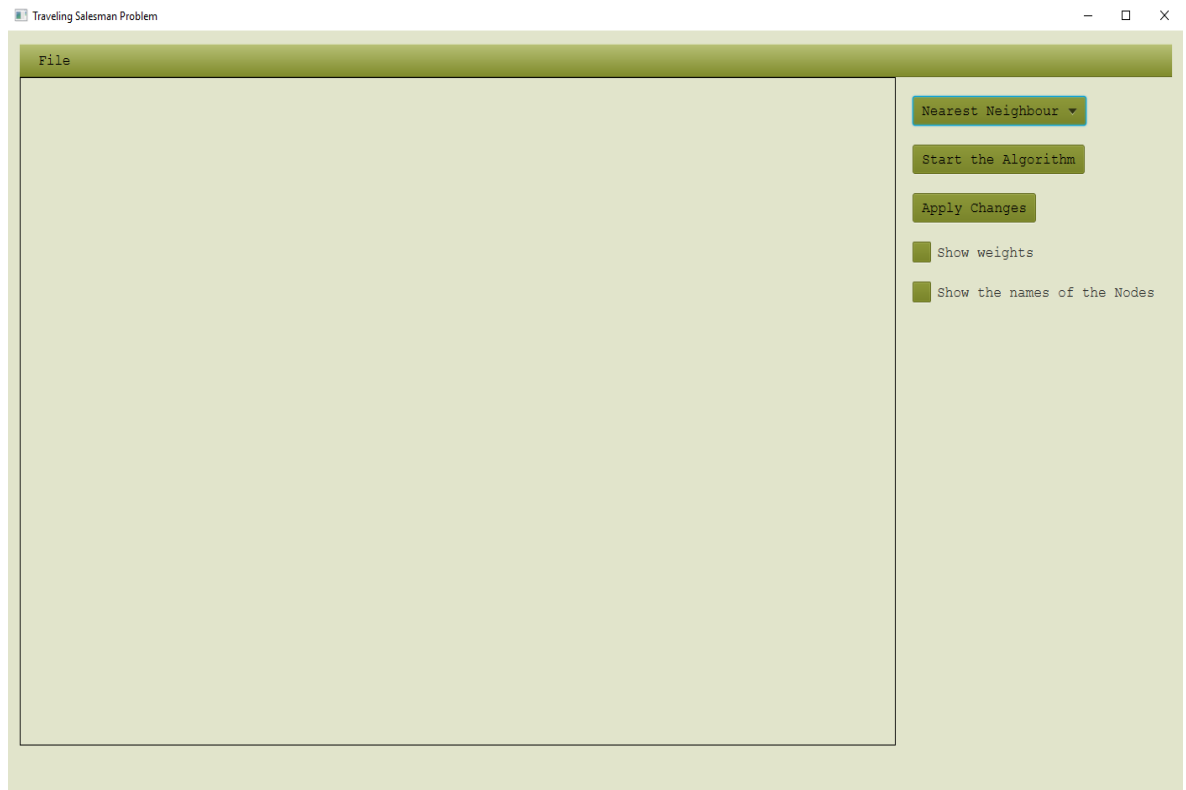 Traveling Salesman Problem
File
Nearest Neighbour
Start the Algorithm
Apply Changes
Show weights
Show the names of the Nodes